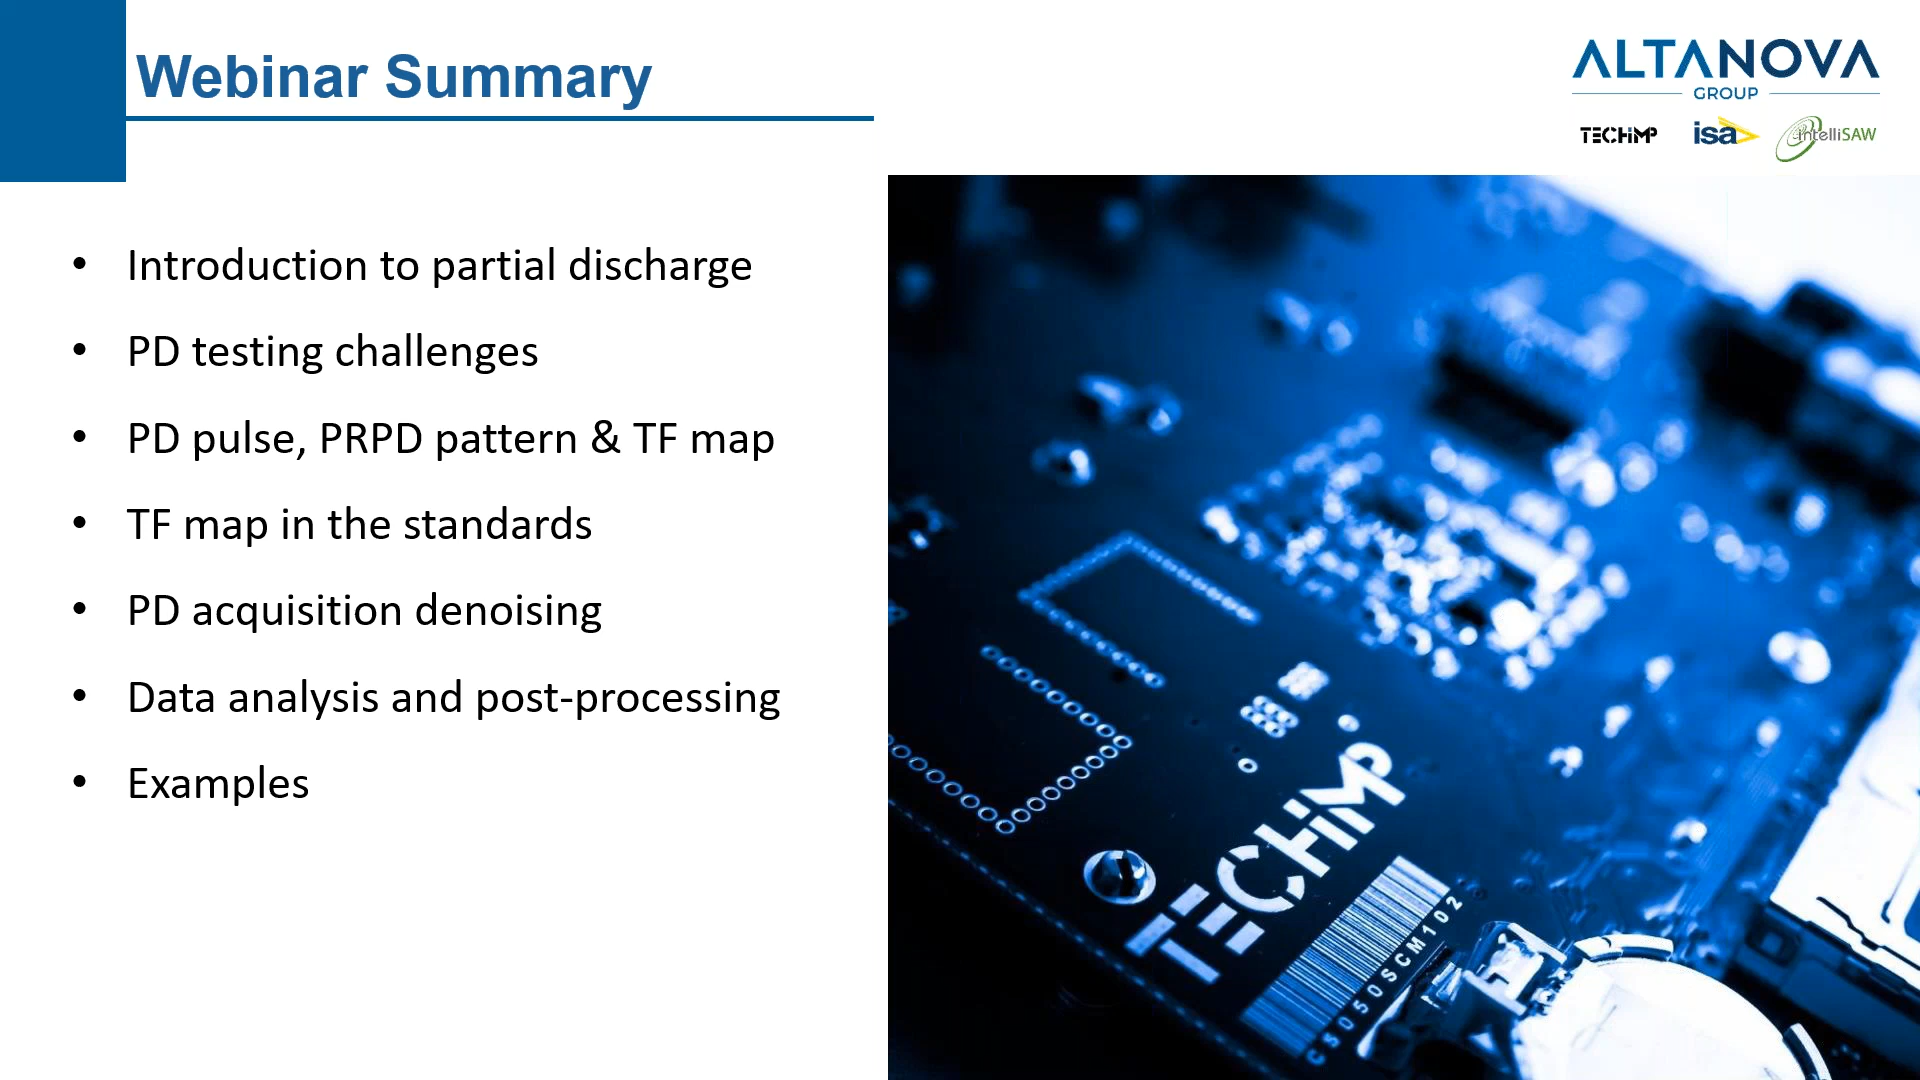 Webinar Summary
ALTANOVA
GROUP
TECHIMP
isa
intelliSAW
• Introduction to partial discharge
• PD testing challenges
• PD pulse, PRPD pattern & TF map
• TF map in the standards
• PD acquisition denoising
• Data analysis and post-processing
• Examples
TECHIMP
C5050SCM102